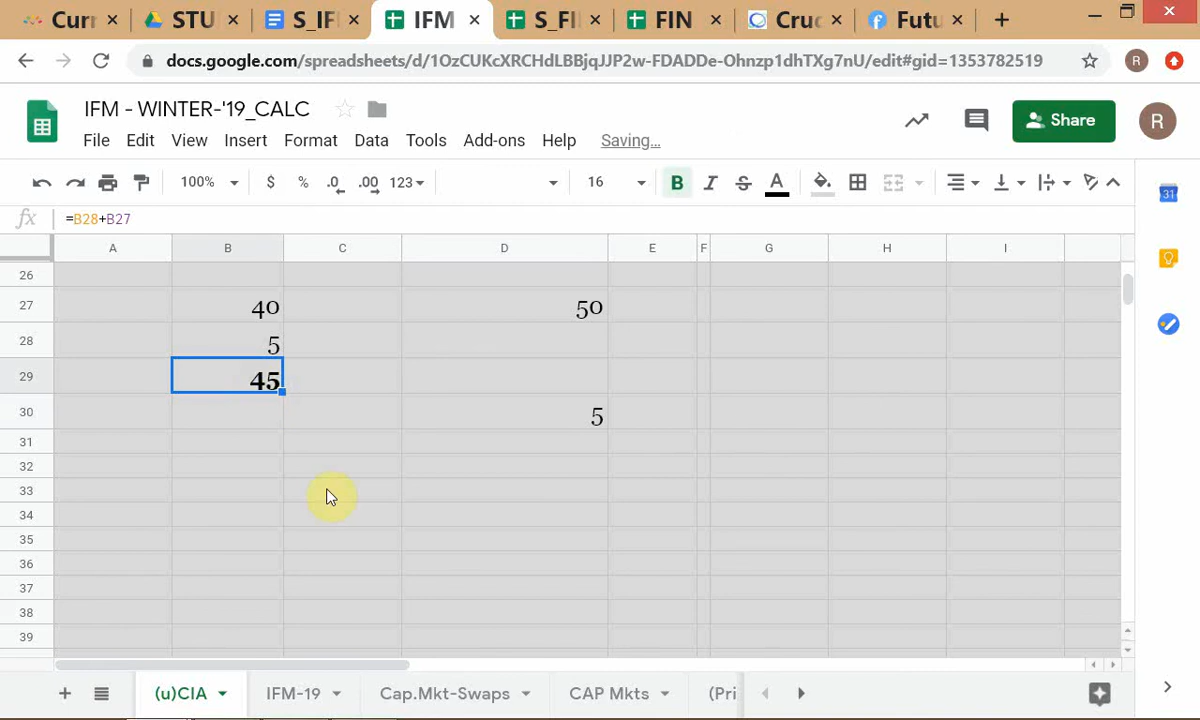 Curr
STU
S_IF
IFM
S_FI
FIN
Cruc
Futu
docs.google.com/spreadsheets/d/1OzCUKcXRCHdLBBjqJJP2w-FDADDe-Ohnzp1dhTXg7nU/edit#gid=1353782519
R
IFM - WINTER-'19_CALC
Share
R
File Edit View Insert Format Data Tools Add-ons Help Saving...
100% $ % .0 .00 123 16 B I S A
fx =B28+B27
A B C D E F G H I
26
27 40 50
28 5
29 45
30 5
31
32
33
34
35
36
37
38
39
31
+ (u)CIA IFM-19 Cap.Mkt-Swaps CAP Mkts (Pri